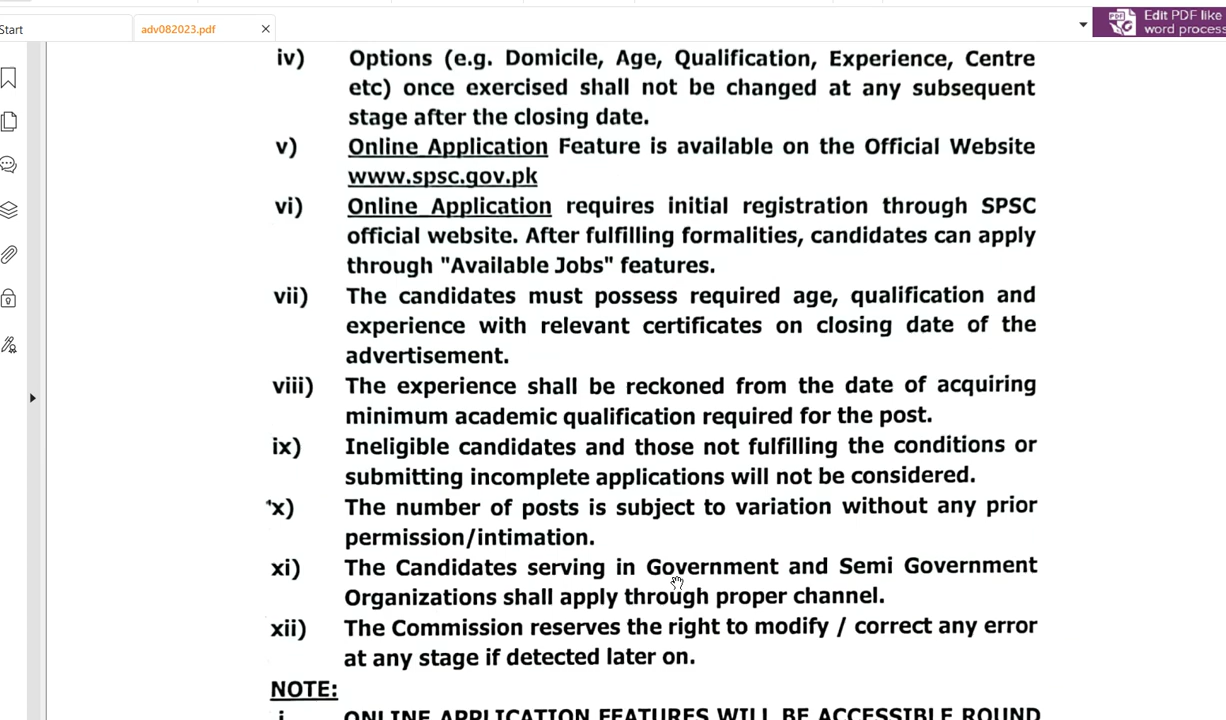 Start
adv082023.pdf
Edit PDF like
word process
iv) Options (e.g. Domicile, Age, Qualification, Experience, Centre
etc) once exercised shall not be changed at any subsequent
stage after the closing date.
v) Online Application Feature is available on the Official Website
www.spsc.gov.pk
vi) Online Application requires initial registration through SPSC
official website. After fulfilling formalities, candidates can apply
through "Available Jobs" features.
vii) The candidates must possess required age, qualification and
experience with relevant certificates on closing date of the
advertisement.
viii) The experience shall be reckoned from the date of acquiring
minimum academic qualification required for the post.
ix) Ineligible candidates and those not fulfilling the conditions or
submitting incomplete applications will not be considered.
x) The number of posts is subject to variation without any prior
permission/intimation.
xi) The Candidates serving in Government and Semi Government
Organizations shall apply through proper channel.
xii) The Commission reserves the right to modify / correct any error
at any stage if detected later on.
NOTE:
i ONLINE APPLICATION FEATURES WILL BE ACCESSIBLE ROUND